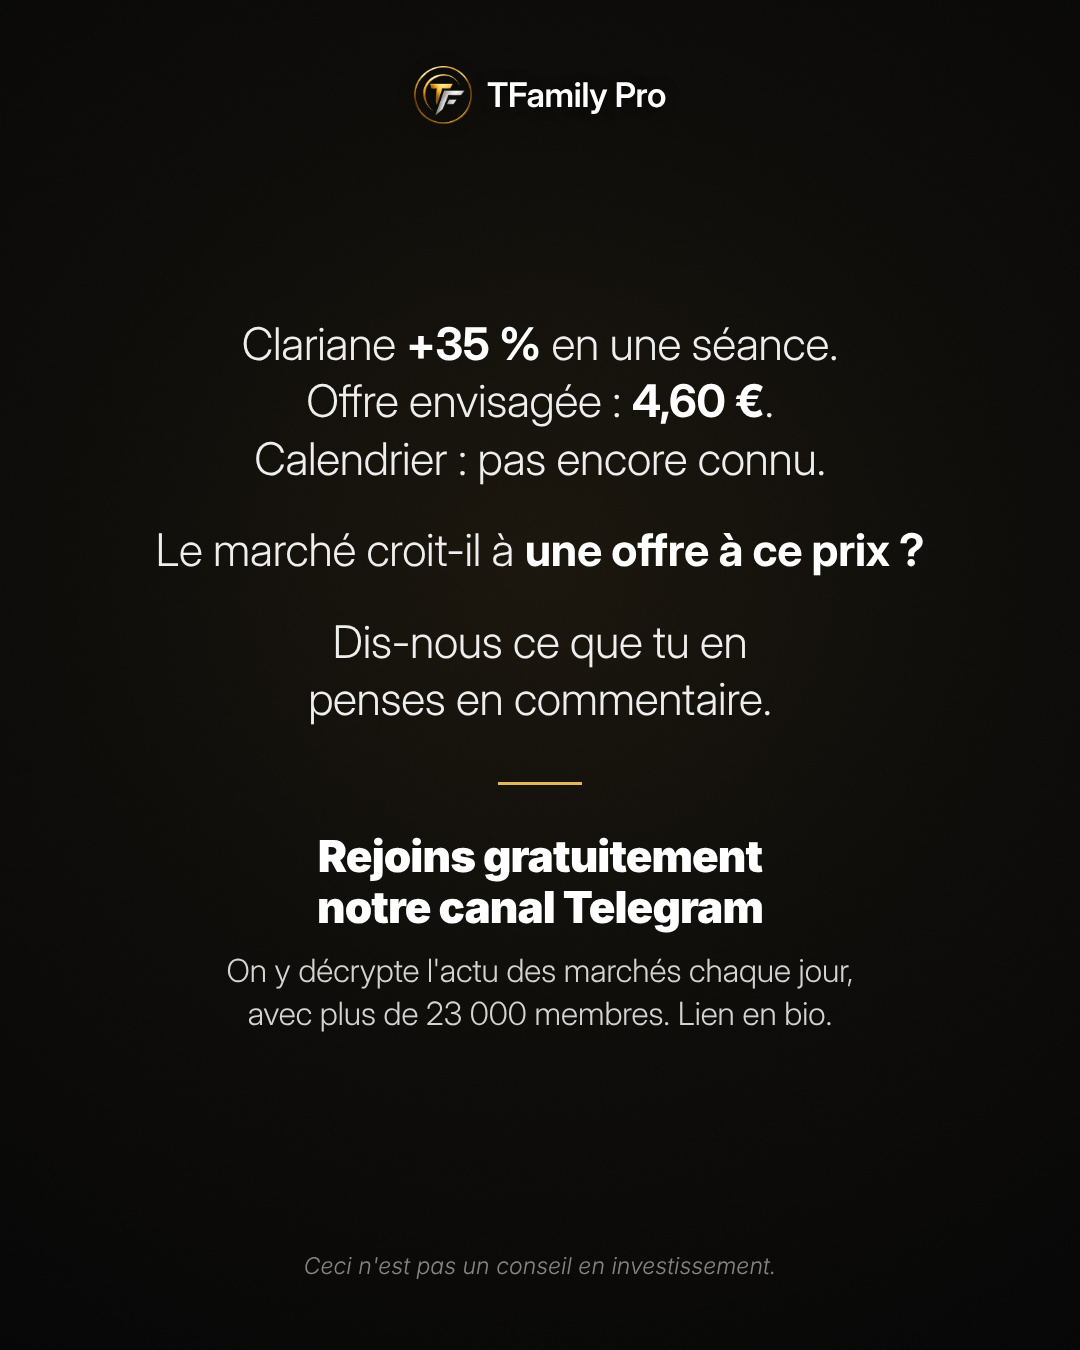 TF TFamily Pro
Clariane +35 % en une séance.
Offre envisagée : 4,60 €.
Calendrier : pas encore connu.
Le marché croit-il à une offre à ce prix ?
Dis-nous ce que tu en
penses en commentaire.
Rejoins gratuitement
notre canal Telegram
On y décrypte l'actu des marchés chaque jour,
avec plus de 23 000 membres. Lien en bio.
Ceci n'est pas un conseil en investissement.